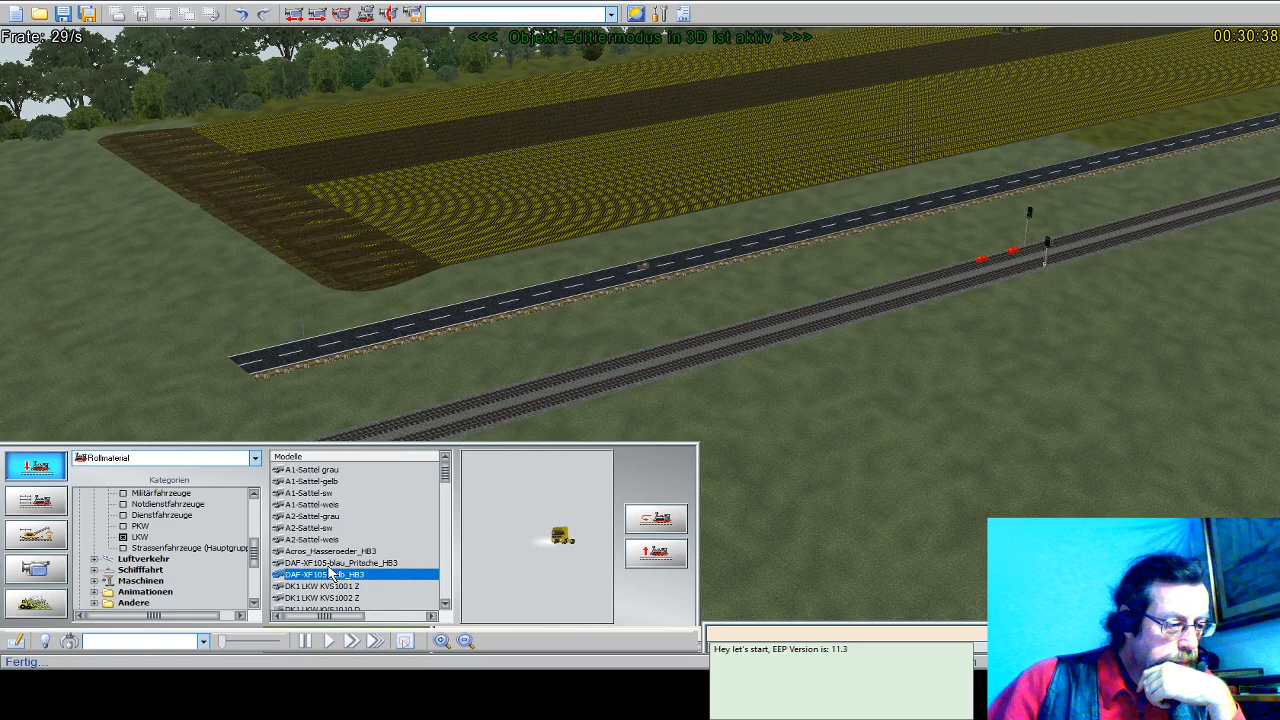 Frate: 29/s
<<< Objekt-Editiermodus in 3D ist aktiv >>>
00:30:38
Rollmaterial
Kategorien
Militärfahrzeuge
Notdienstfahrzeuge
Dienstfahrzeuge
PKW
LKW
Strassenfahrzeuge (Hauptgrup
Luftverkehr
Schifffahrt
Maschinen
Animationen
Andere
Modelle
A1-Sattel grau
A1-Sattel-gelb
A1-Sattel-sw
A1-Sattel-weis
A2-Sattel-grau
A2-Sattel-sw
A2-Sattel-weis
Acros_Hasseroeder_HB3
DAF-XF105-blau_Pritsche_HB3
DK1 LKW KVS1001 Z
DK1 LKW KVS1002 Z
Fertig...
Hey let's start, EEP Version is: 11.3